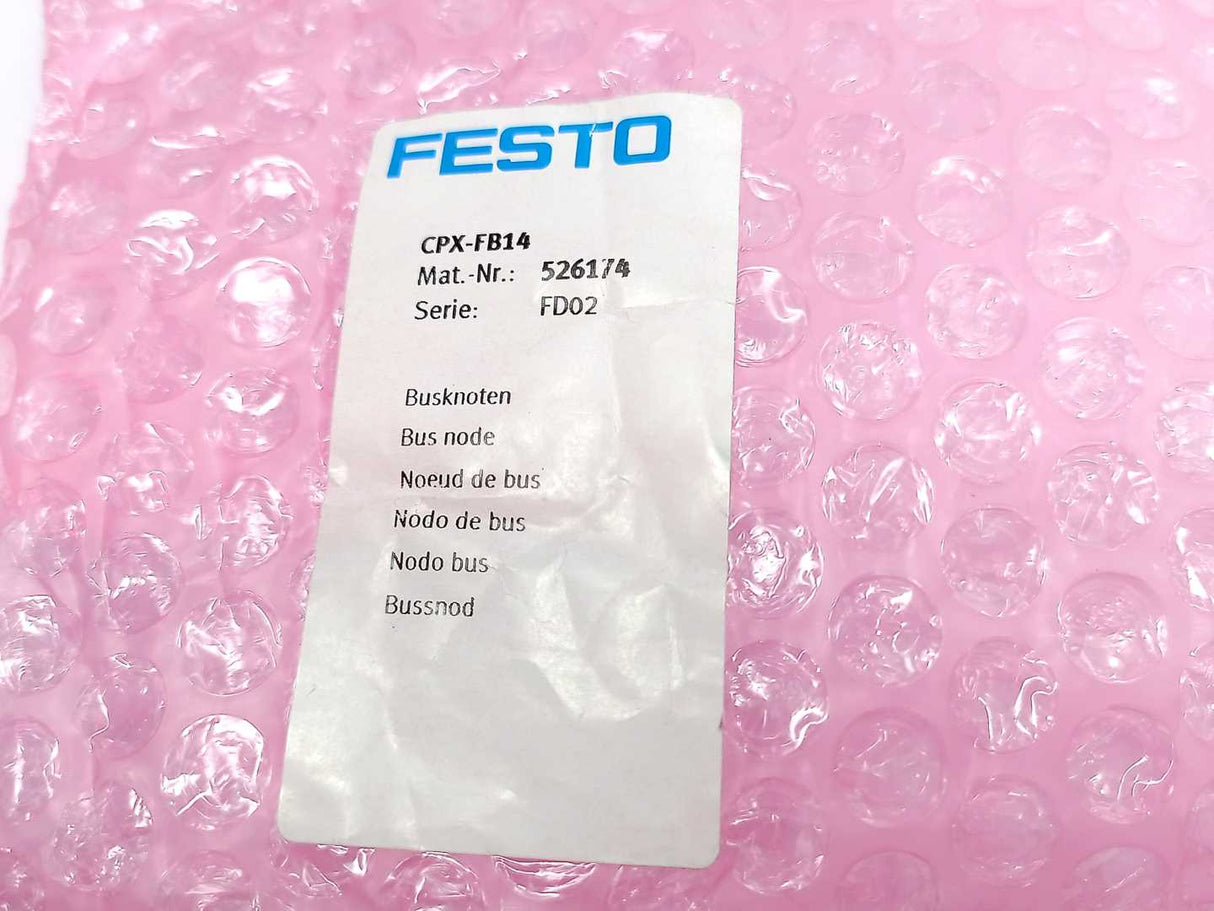 FESTO
CPX-FB14
Mat.-Nr.: 526174
Serie: FD02
Busknoten
Bus node
Noeud de bus
Nodo de bus
Nodo bus
Bussnod